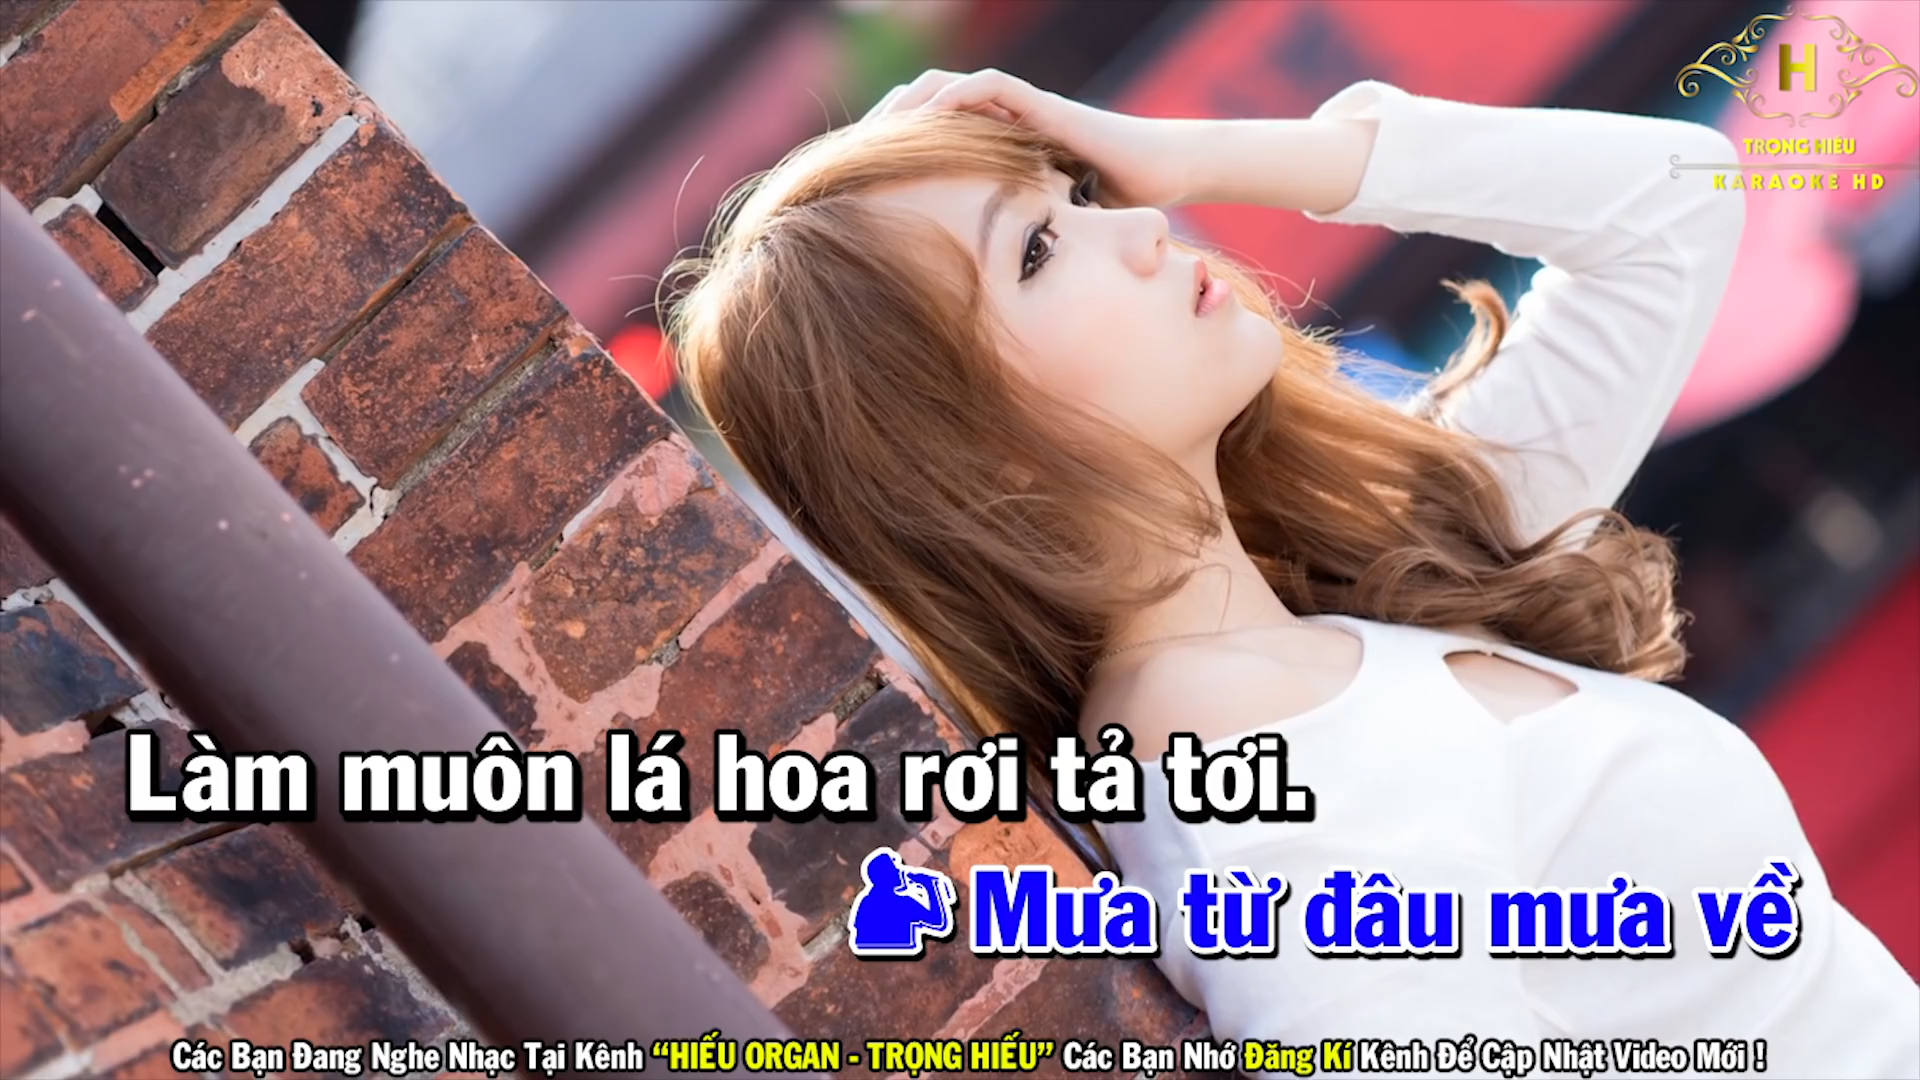 H
TRỌNG HIẾU
KARAOKE HD
Làm muôn lá hoa rơi tả tơi.
Mưa từ đâu mưa về
Các Bạn Đang Nghe Nhạc Tại Kênh “HIẾU ORGAN - TRỌNG HIẾU” Các Bạn Nhớ Đăng Kí Kênh Để Cập Nhật Video Mới !